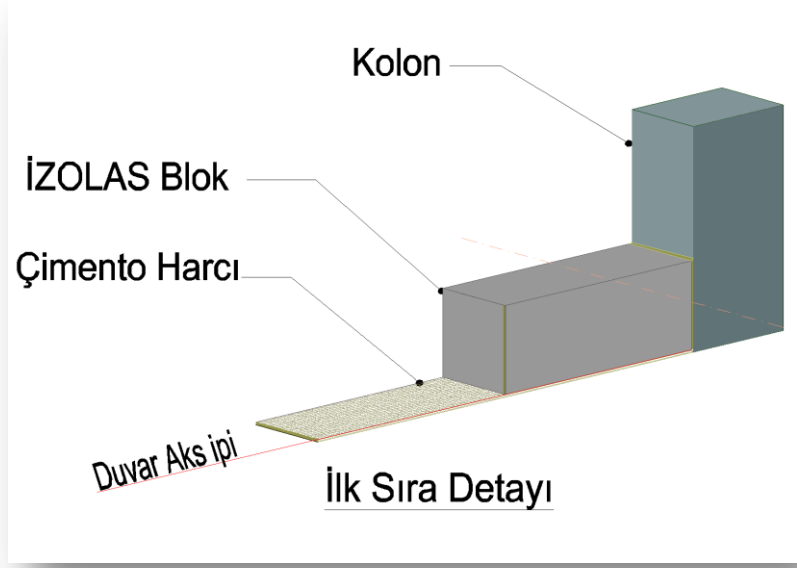 Kolon
İZOLAS Blok
Çimento Harcı
Duvar Aks ipi
İlk Sıra Detayı